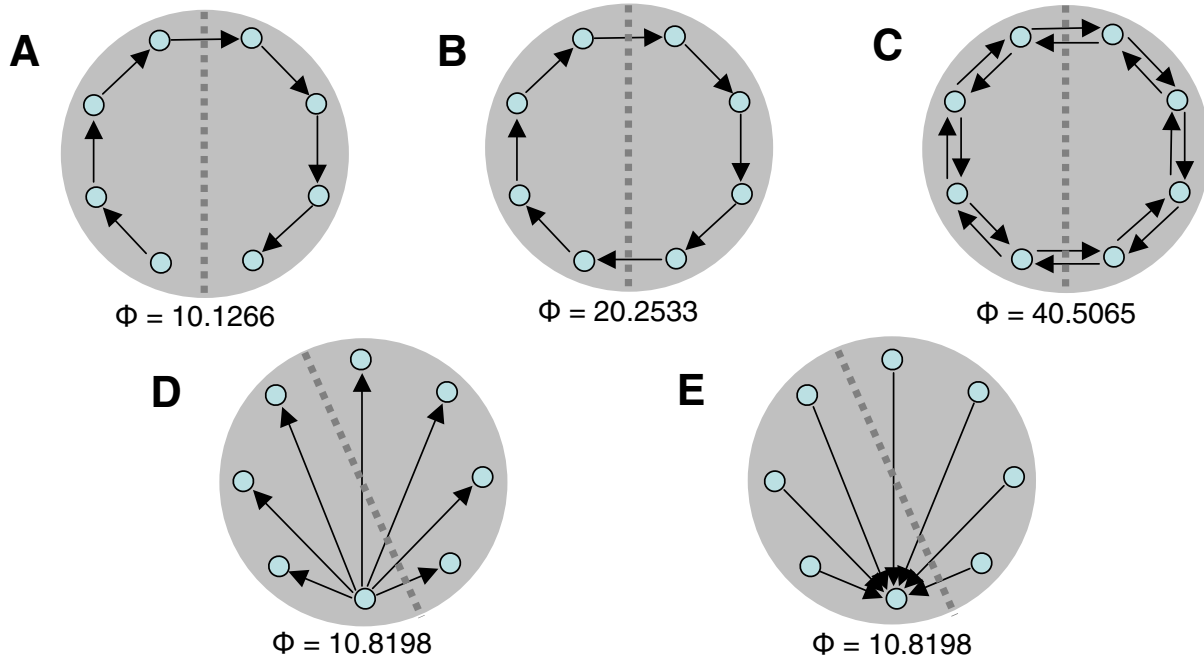 A
B
C
Φ = 10.1266
Φ = 20.2533
Φ = 40.5065
D
E
Φ = 10.8198
Φ = 10.8198